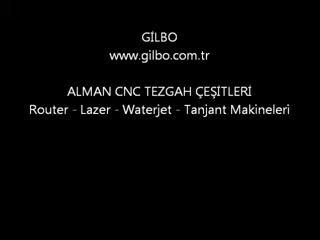 GİLBO
www.gilbo.com.tr
ALMAN CNC TEZGAH ÇEŞİTLERİ
Router - Lazer - Waterjet - Tanjant Makineleri